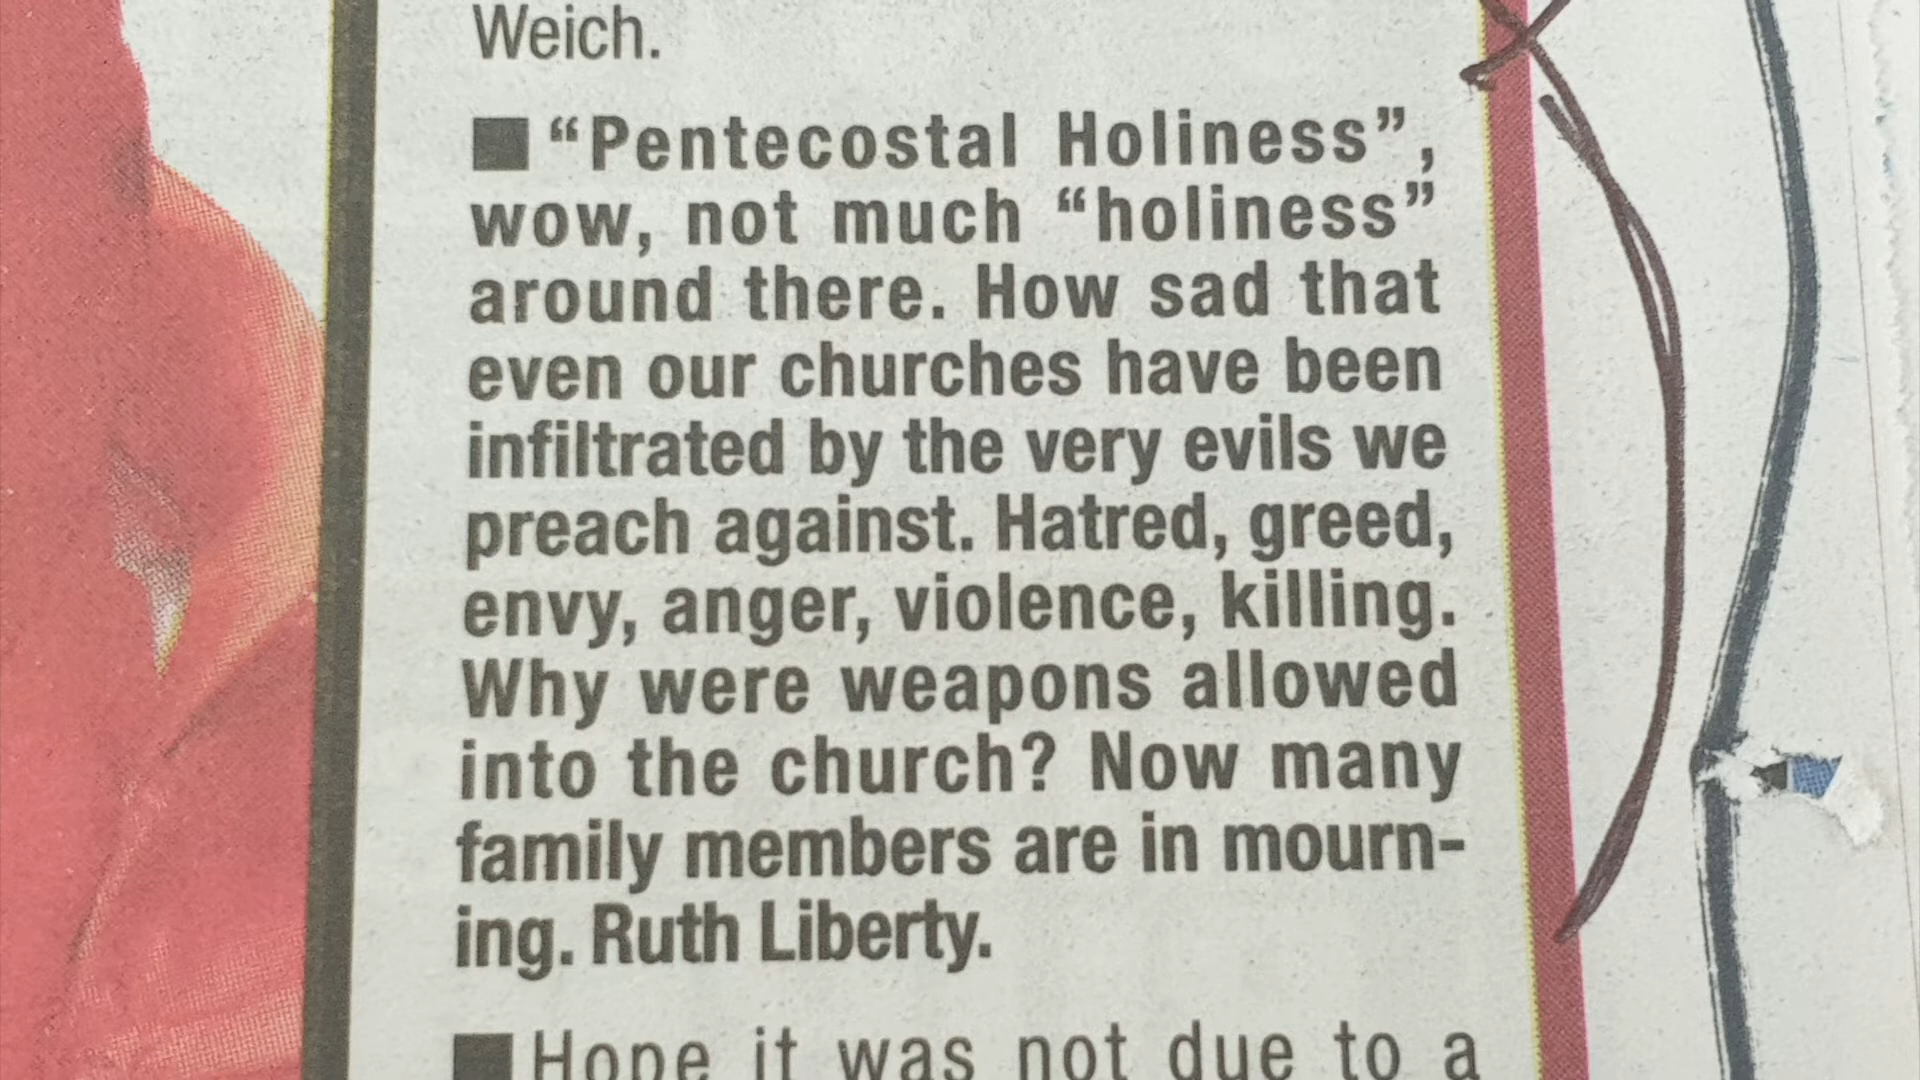 Weich.
■ “Pentecostal Holiness”,
wow, not much “holiness”
around there. How sad that
even our churches have been
infiltrated by the very evils we
preach against. Hatred, greed,
envy, anger, violence, killing.
Why were weapons allowed
into the church? Now many
family members are in mourn-
ing. Ruth Liberty.
■ Hope it was not due to a